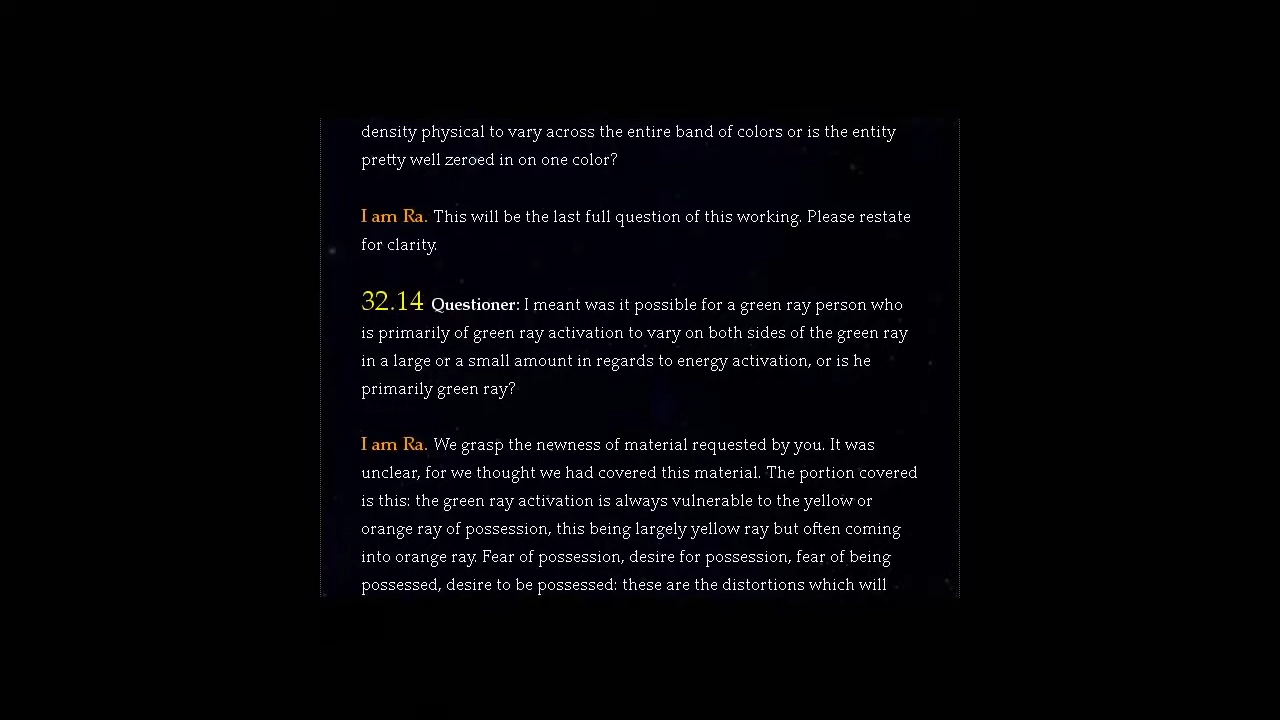 density physical to vary across the entire band of colors or is the entity
pretty well zeroed in on one color?
I am Ra. This will be the last full question of this working. Please restate
for clarity.
32.14 Questioner: I meant was it possible for a green ray person who
is primarily of green ray activation to vary on both sides of the green ray
in a large or a small amount in regards to energy activation, or is he
primarily green ray?
I am Ra. We grasp the newness of material requested by you. It was
unclear, for we thought we had covered this material. The portion covered
is this: the green ray activation is always vulnerable to the yellow or
orange ray of possession, this being largely yellow ray but often coming
into orange ray. Fear of possession, desire for possession, fear of being
possessed, desire to be possessed: these are the distortions which will